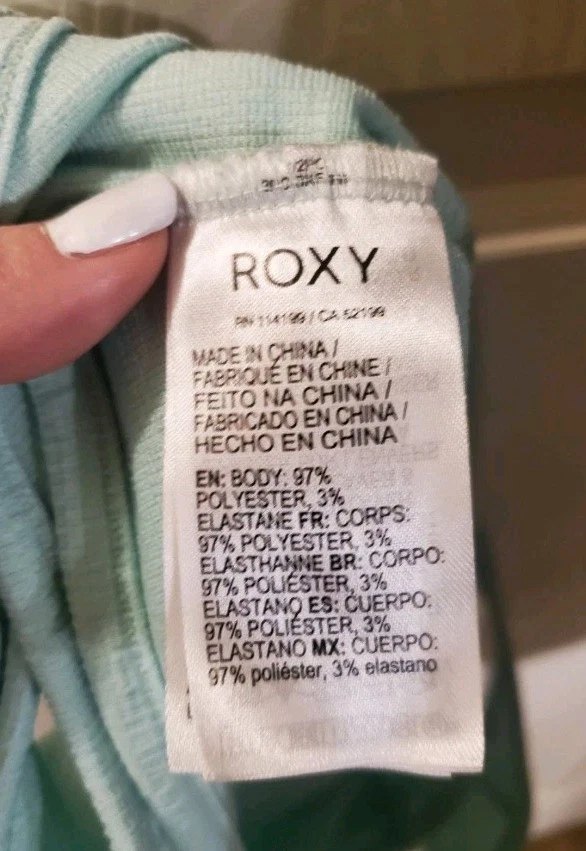 ROXY
RN 114199 / CA 52199
MADE IN CHINA /
FABRIQUÉ EN CHINE /
FEITO NA CHINA /
FABRICADO EN CHINA /
HECHO EN CHINA
EN: BODY: 97%
POLYESTER, 3%
ELASTANE FR: CORPS:
97% POLYESTER, 3%
ELASTHANNE BR: CORPO:
97% POLIÉSTER, 3%
ELASTANO ES: CUERPO:
97% POLIÉSTER, 3%
ELASTANO MX: CUERPO:
97% poliéster, 3% elastano